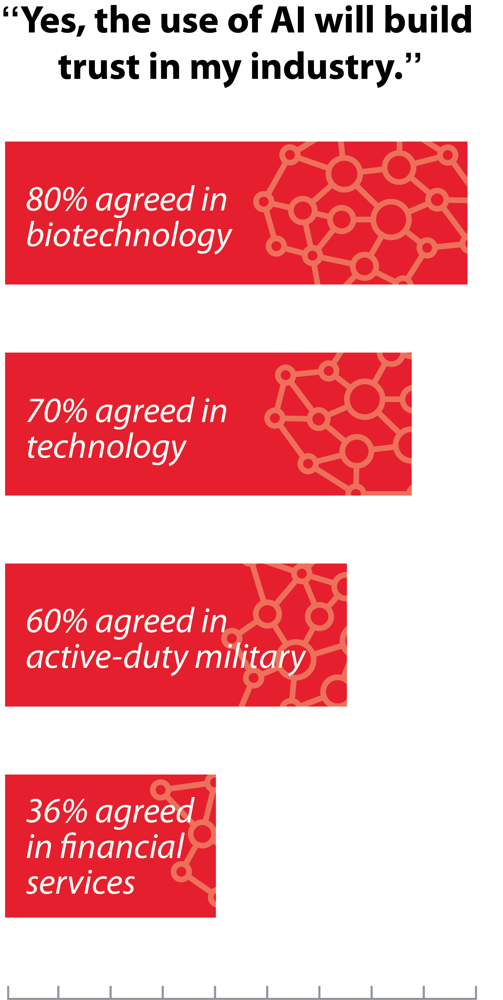 “Yes, the use of AI will build
trust in my industry.”
80% agreed in
biotechnology
70% agreed in
technology
60% agreed in
active-duty military
36% agreed
in financial
services